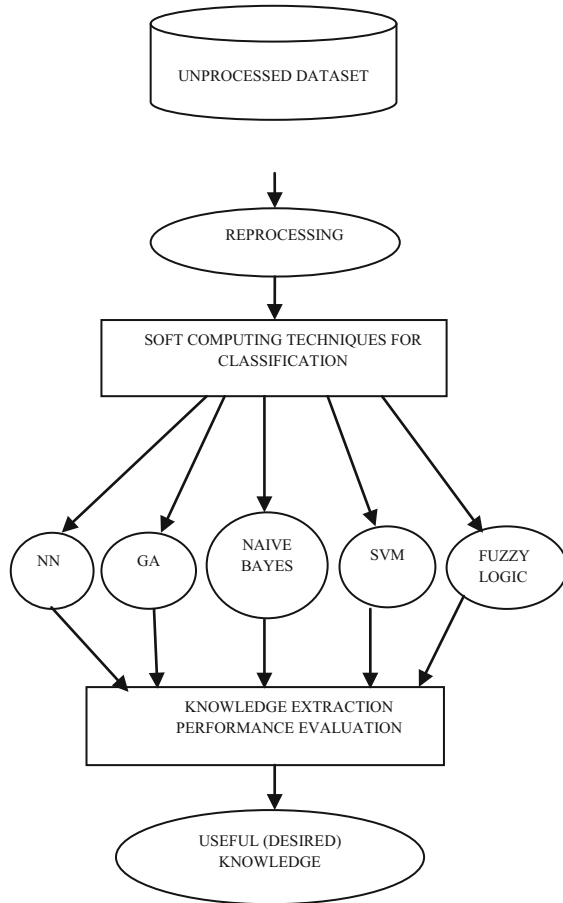 UNPROCESSED DATASET
REPROCESSING
SOFT COMPUTING TECHNIQUES FOR
CLASSIFICATION
NN
GA
NAIVE
BAYES
SVM
FUZZY
LOGIC
KNOWLEDGE EXTRACTION
PERFORMANCE EVALUATION
USEFUL (DESIRED)
KNOWLEDGE